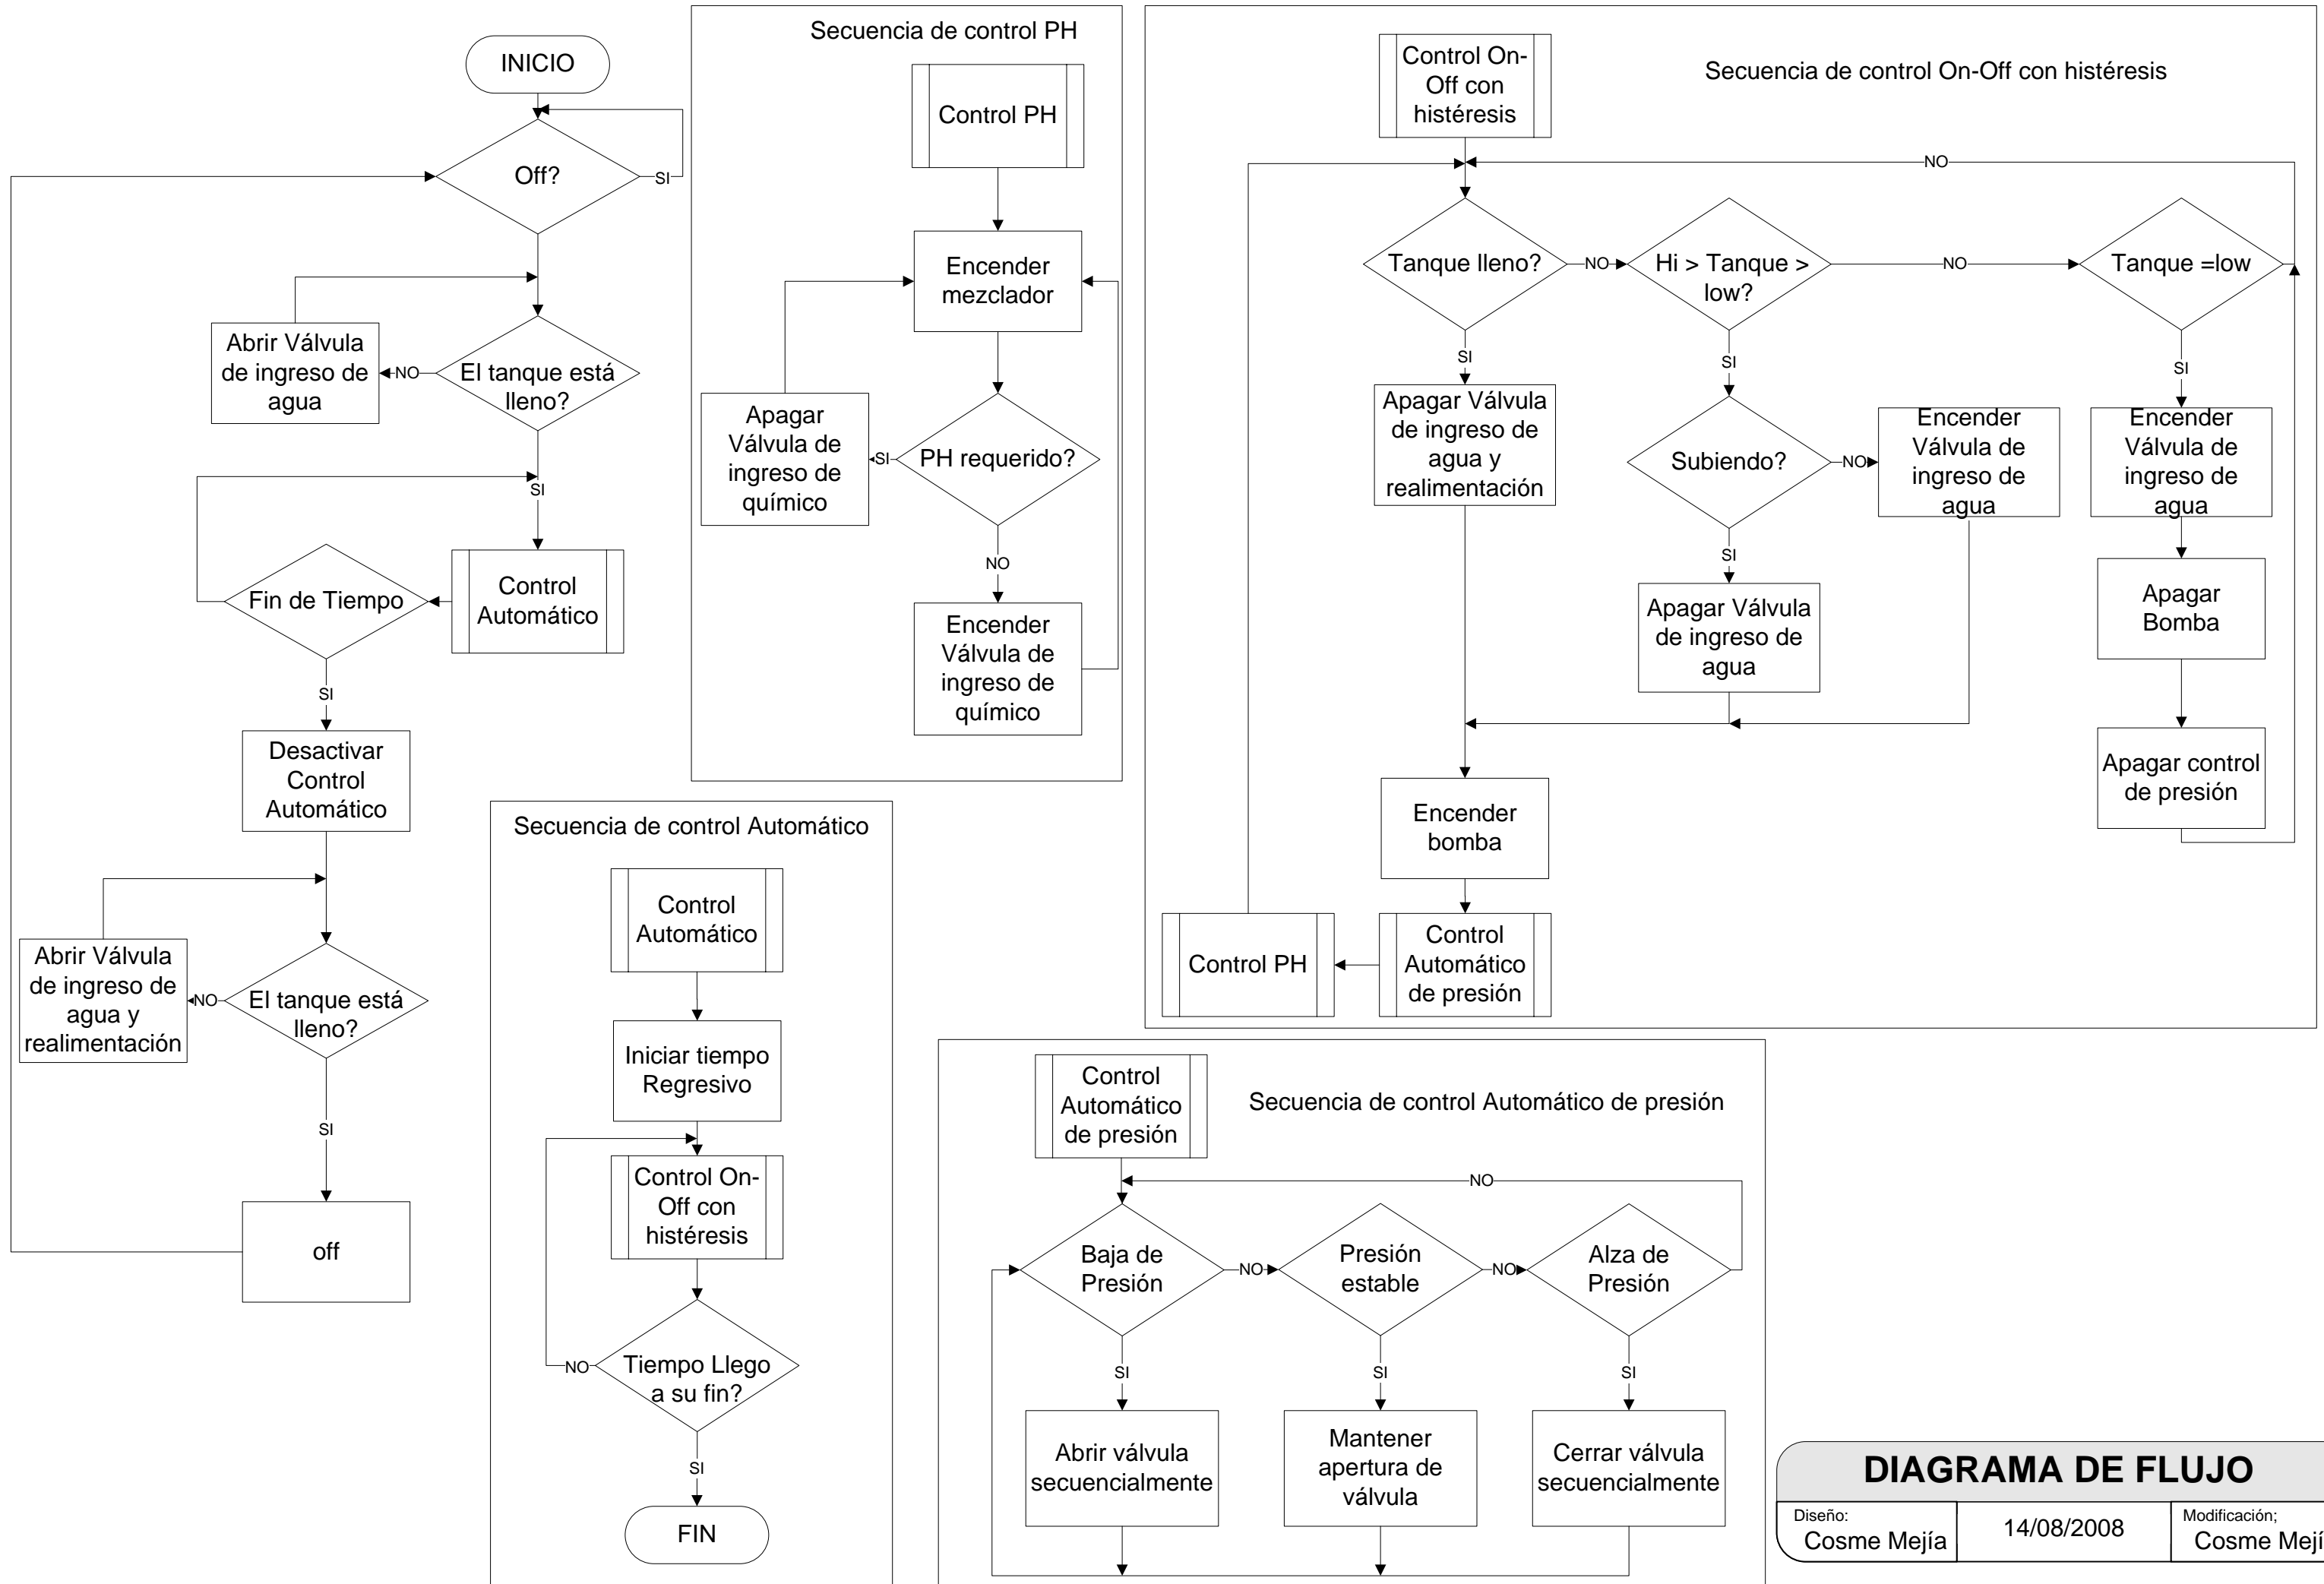 INICIO
Off?
SI
Abrir Válvula
de ingreso de
agua
NO
El tanque está
lleno?
SI
Fin de Tiempo
Control
Automático
SI
Desactivar
Control
Automático
Abrir Válvula
de ingreso de
agua y
realimentación
NO
El tanque está
lleno?
SI
off
Secuencia de control PH
Control PH
Encender
mezclador
Apagar
Válvula de
ingreso de
químico
SI
PH requerido?
NO
Encender
Válvula de
ingreso de
químico
Secuencia de control Automático
Control
Automático
Iniciar tiempo
Regresivo
Control On-
Off con
histéresis
NO
Tiempo Llego
a su fin?
SI
FIN
Control On-
Off con
histéresis
Secuencia de control On-Off con histéresis
NO
Tanque lleno?
NO
Hi > Tanque >
low?
NO
Tanque =low
SI
SI
SI
Apagar Válvula
de ingreso de
agua y
realimentación
Subiendo?
NO
Encender
Válvula de
ingreso de
agua
Encender
Válvula de
ingreso de
agua
SI
Apagar Válvula
de ingreso de
agua
Apagar
Bomba
Apagar control
de presión
Encender
bomba
Control PH
Control
Automático
de presión
Control
Automático
de presión
Secuencia de control Automático de presión
NO
Baja de
Presión
NO
Presión
estable
NO
Alza de
Presión
SI
SI
SI
Abrir válvula
secuencialmente
Mantener
apertura de
válvula
Cerrar válvula
secuencialmente
DIAGRAMA DE FLUJO
Diseño:
Cosme Mejía
14/08/2008
Modificación;
Cosme Mejí